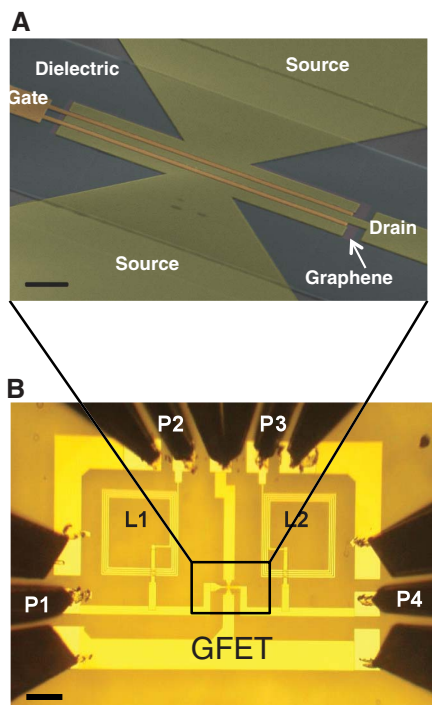 A
Dielectric
Source
Gate
Drain
Source
Graphene
B
P2
P3
L1
L2
P1
P4
GFET